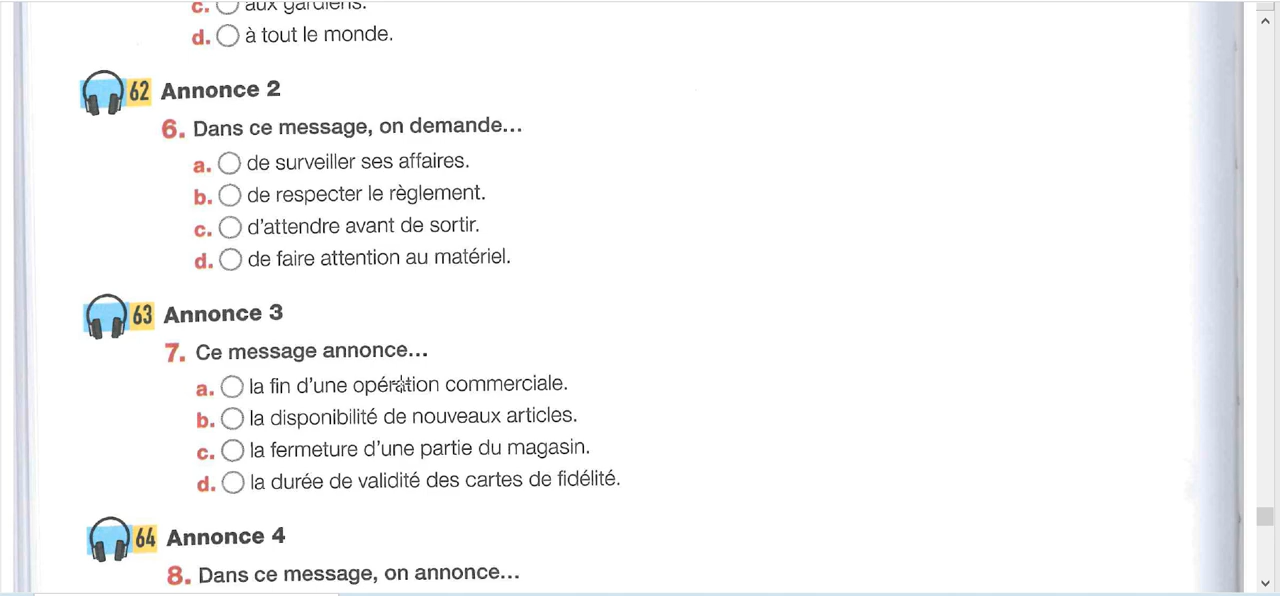 c. aux gardiens.
d. à tout le monde.
62 Annonce 2
6. Dans ce message, on demande...
a. de surveiller ses affaires.
b. de respecter le règlement.
c. d'attendre avant de sortir.
d. de faire attention au matériel.
63 Annonce 3
7. Ce message annonce...
a. la fin d'une opération commerciale.
b. la disponibilité de nouveaux articles.
c. la fermeture d'une partie du magasin.
d. la durée de validité des cartes de fidélité.
64 Annonce 4
8. Dans ce message, on annonce...